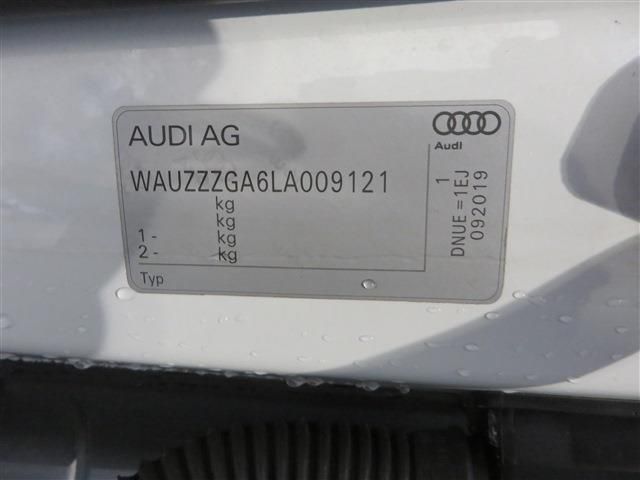 AUDI AG
Audi
WAUZZZGA6LA009121
kg
kg
1 - kg
2 - kg
Typ
1
DNUE =1EJ
092019